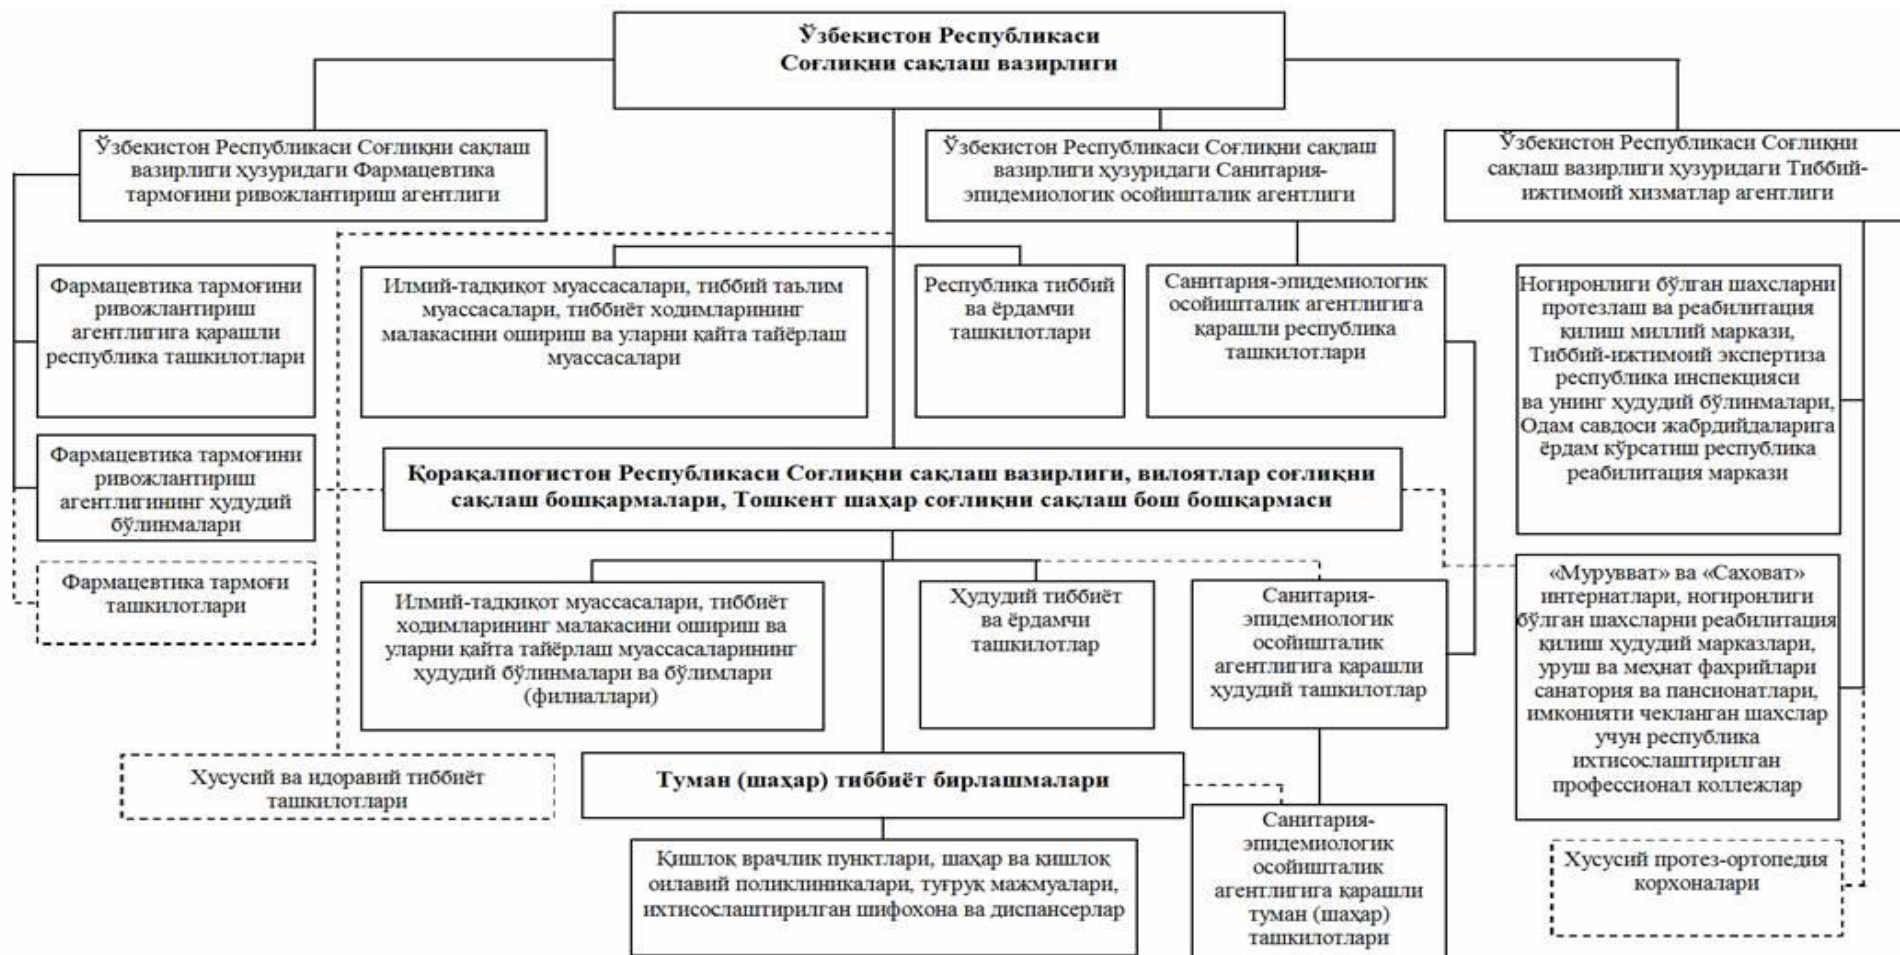 Ўзбекистон Республикаси
Соғлиқни сақлаш вазирлиги
Ўзбекистон Республикаси Соғлиқни сақлаш
вазирлиги ҳузуридаги Фармацевтика
тармоғини ривожлантириш агентлиги
Ўзбекистон Республикаси Соғлиқни сақлаш
вазирлиги ҳузуридаги Санитария-
эпидемиологик осойишталик агентлиги
Ўзбекистон Республикаси Соғлиқни
сақлаш вазирлиги ҳузуридаги Тиббий-
ижтимоий хизматлар агентлиги
Фармацевтика тармоғини
ривожлантириш
агентлигига қарашли
республика ташкилотлари
Илмий-тадқиқот муассасалари, тиббий таълим
муассасалари, тиббиёт ходимларининг
малакасини ошириш ва уларни қайта тайёрлаш
муассасалари
Республика тиббий
ва ёрдамчи
ташкилотлари
Санитария-эпидемиологик
осойишталик агентлигига
қарашли республика
ташкилотлари
Ногиронлиги бўлган шахсларни
протезлаш ва реабилитация
қилиш миллий маркази,
Тиббий-ижтимоий экспертиза
республика инспекцияси
ва унинг ҳудудий бўлинмалари,
Одам савдоси жабрдийдаларига
ёрдам кўрсатиш республика
реабилитация маркази
Фармацевтика тармоғини
ривожлантириш
агентлигининг ҳудудий
бўлинмалари
Қорақалпоғистон Республикаси Соғлиқни сақлаш вазирлиги, вилоятлар соғлиқни
сақлаш бошқармалари, Тошкент шаҳар соғлиқни сақлаш бош бошқармаси
Фармацевтика тармоғи
ташкилотлари
Илмий-тадқиқот муассасалари, тиббиёт
ходимларининг малакасини ошириш ва
уларни қайта тайёрлаш муассасаларининг
ҳудудий бўлинмалари ва бўлимлари
(филиаллари)
Ҳудудий тиббиёт
ва ёрдамчи
ташкилотлар
Санитария-
эпидемиологик
осойишталик
агентлигига қарашли
ҳудудий ташкилотлар
«Мурувват» ва «Саховат»
интернатлари, ногиронлиги
бўлган шахсларни реабилитация
қилиш ҳудудий марказлари,
уруш ва меҳнат фахрийлари
санатория ва пансионатлари,
имконияти чекланган шахслар
учун республика
ихтисослаштирилган
профессионал коллежлар
Хусусий ва идоравий тиббиёт
ташкилотлари
Туман (шаҳар) тиббиёт бирлашмалари
Қишлоқ врачлик пунктлари, шаҳар ва қишлоқ
оилавий поликлиникалари, туғруқ мажмуалари,
ихтисослаштирилган шифохона ва диспансерлар
Санитария-
эпидемиологик
осойишталик
агентлигига қарашли
туман (шаҳар)
ташкилотлари
Хусусий протез-ортопедия
корхоналари